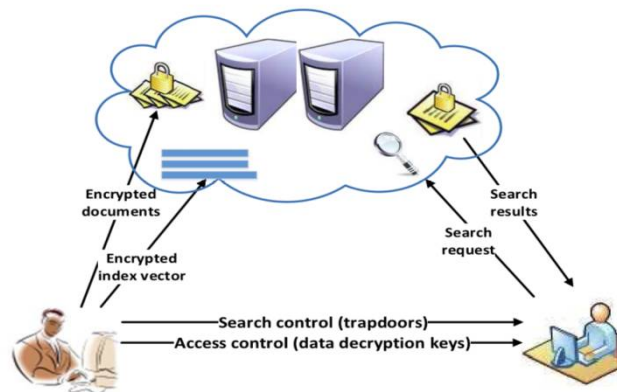 Encrypted
documents
Encrypted
index vector
Search
results
Search
request
Search control (trapdoors)
Access control (data decryption keys)